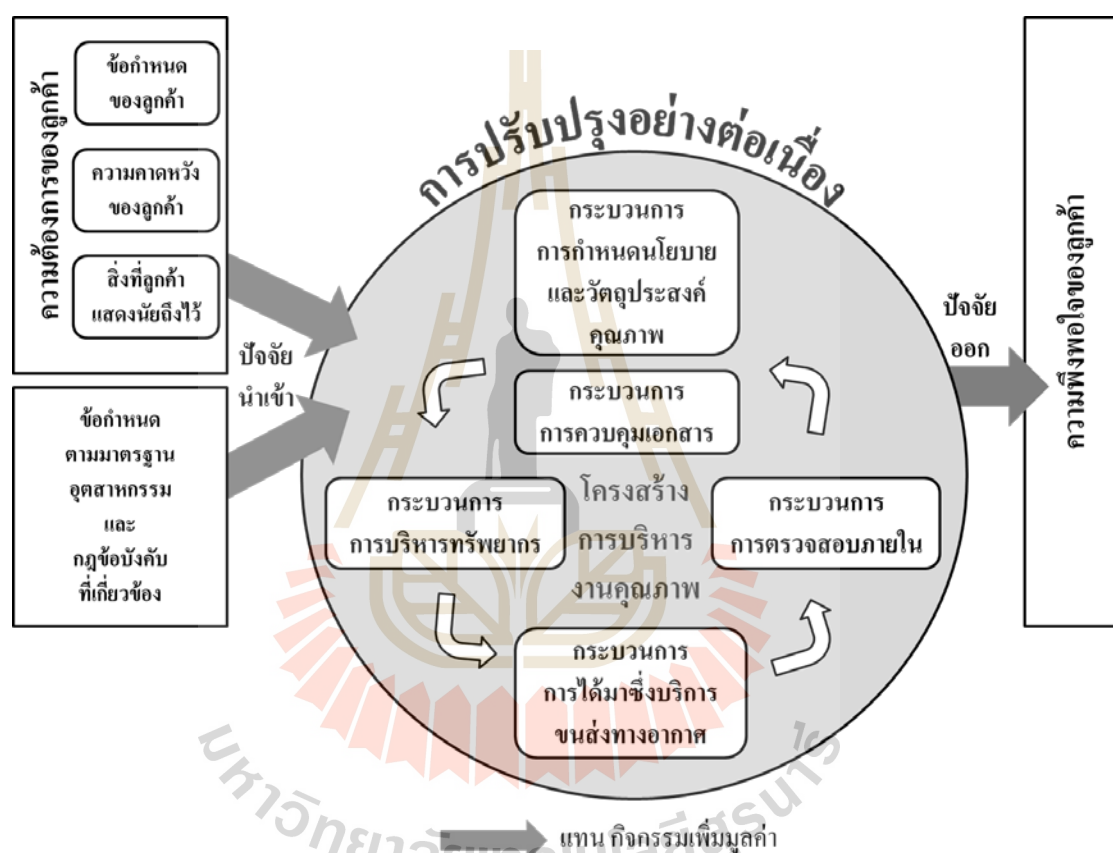 ความต้องการของลูกค้า
ข้อกำหนด
ของลูกค้า
ความคาดหวัง
ของลูกค้า
สิ่งที่ลูกค้า
แสดงนัยถึงไว้
ข้อกำหนด
ตามมาตรฐาน
อุตสาหกรรม
และ
กฎข้อบังคับ
ที่เกี่ยวข้อง
ปัจจัย
นำเข้า
การปรับปรุงอย่างต่อเนื่อง
กระบวนการ
การกำหนดนโยบาย
และวัตถุประสงค์
คุณภาพ
กระบวนการ
การควบคุมเอกสาร
กระบวนการ
การบริหารทรัพยากร
โครงสร้าง
การบริหาร
งานคุณภาพ
กระบวนการ
การตรวจสอบภายใน
กระบวนการ
การได้มาซึ่งบริการ
ขนส่งทางอากาศ
ปัจจัย
ออก
ความพึงพอใจของลูกค้า
แทน กิจกรรมเพิ่มมูลค่า